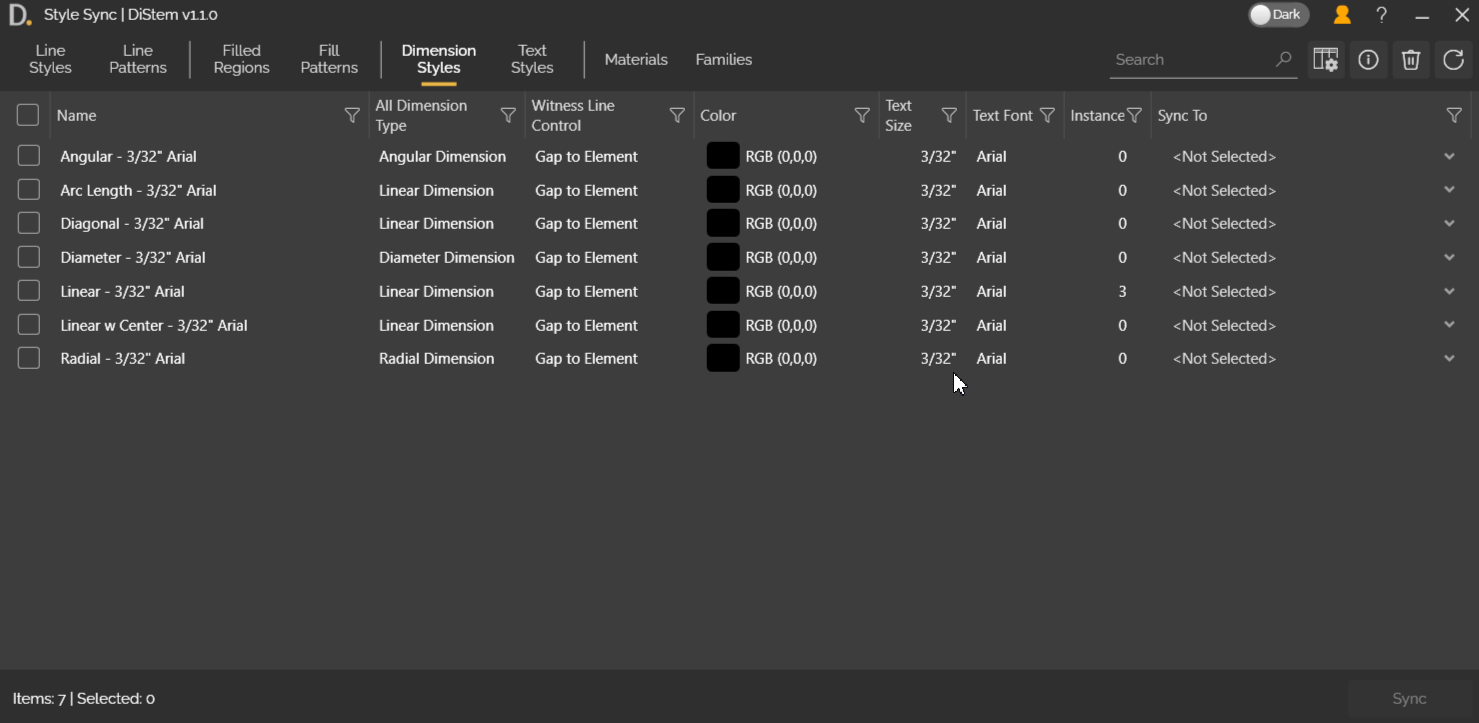 D. Style Sync | DiStem v1.1.0 Dark ?
Line Styles Line Patterns Filled Regions Fill Patterns Dimension Styles Text Styles Materials Families Search
Name All Dimension Type Witness Line Control Color Text Size Text Font Instance Sync To
Angular - 3/32" Arial Angular Dimension Gap to Element RGB (0,0,0) 3/32" Arial 0 <Not Selected>
Arc Length - 3/32" Arial Linear Dimension Gap to Element RGB (0,0,0) 3/32" Arial 0 <Not Selected>
Diagonal - 3/32" Arial Linear Dimension Gap to Element RGB (0,0,0) 3/32" Arial 0 <Not Selected>
Diameter - 3/32" Arial Diameter Dimension Gap to Element RGB (0,0,0) 3/32" Arial 0 <Not Selected>
Linear - 3/32" Arial Linear Dimension Gap to Element RGB (0,0,0) 3/32" Arial 3 <Not Selected>
Linear w Center - 3/32" Arial Linear Dimension Gap to Element RGB (0,0,0) 3/32" Arial 0 <Not Selected>
Radial - 3/32" Arial Radial Dimension Gap to Element RGB (0,0,0) 3/32" Arial 0 <Not Selected>
Items: 7 | Selected: 0 Sync